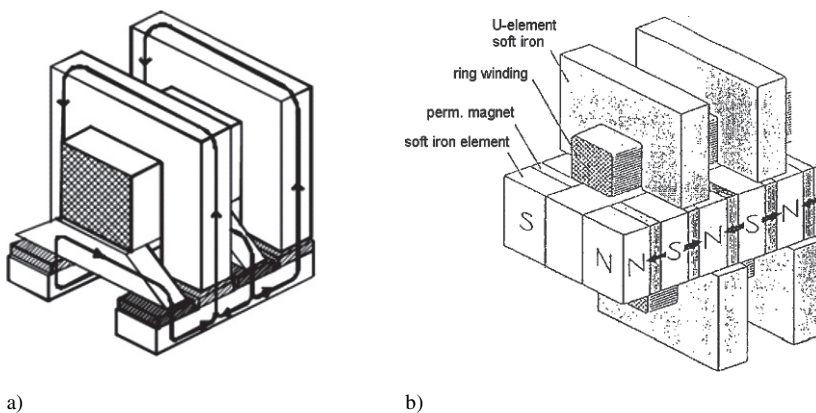 U-element
soft iron
ring winding
perm. magnet
soft iron element
S
N
N
S
N
S
N
a)
b)